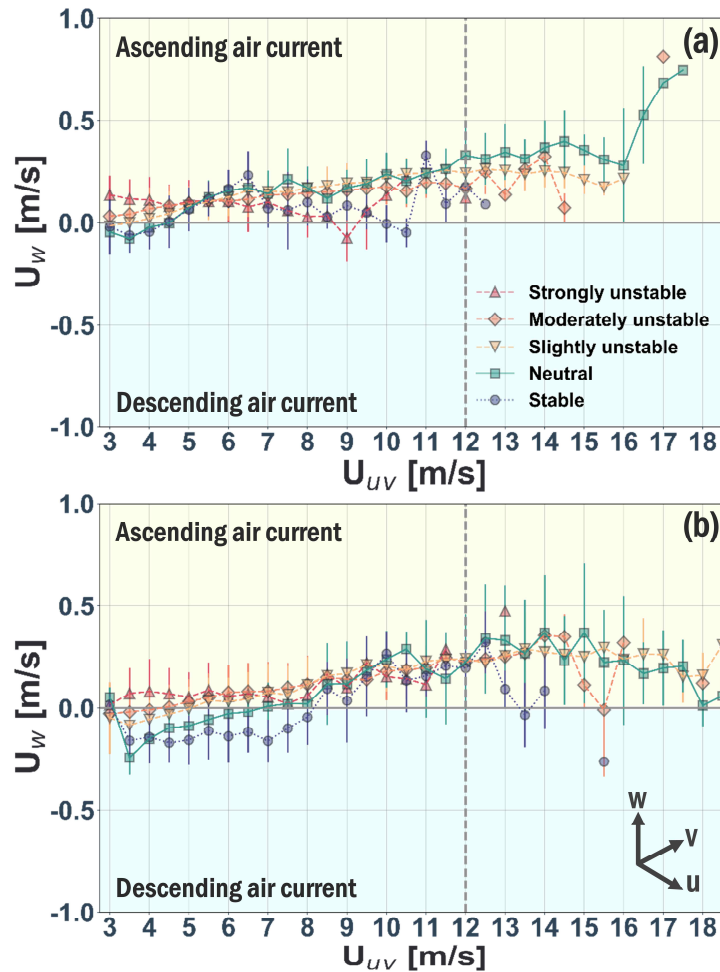 (a)
Ascending air current
1.0
0.5
0.0
-0.5
-1.0
U_w [m/s]
Strongly unstable
Moderately unstable
Slightly unstable
Neutral
Stable
Descending air current
3 4 5 6 7 8 9 10 11 12 13 14 15 16 17 18
U_uv [m/s]
(b)
Ascending air current
1.0
0.5
0.0
-0.5
-1.0
U_w [m/s]
w
v
u
Descending air current
3 4 5 6 7 8 9 10 11 12 13 14 15 16 17 18
U_uv [m/s]